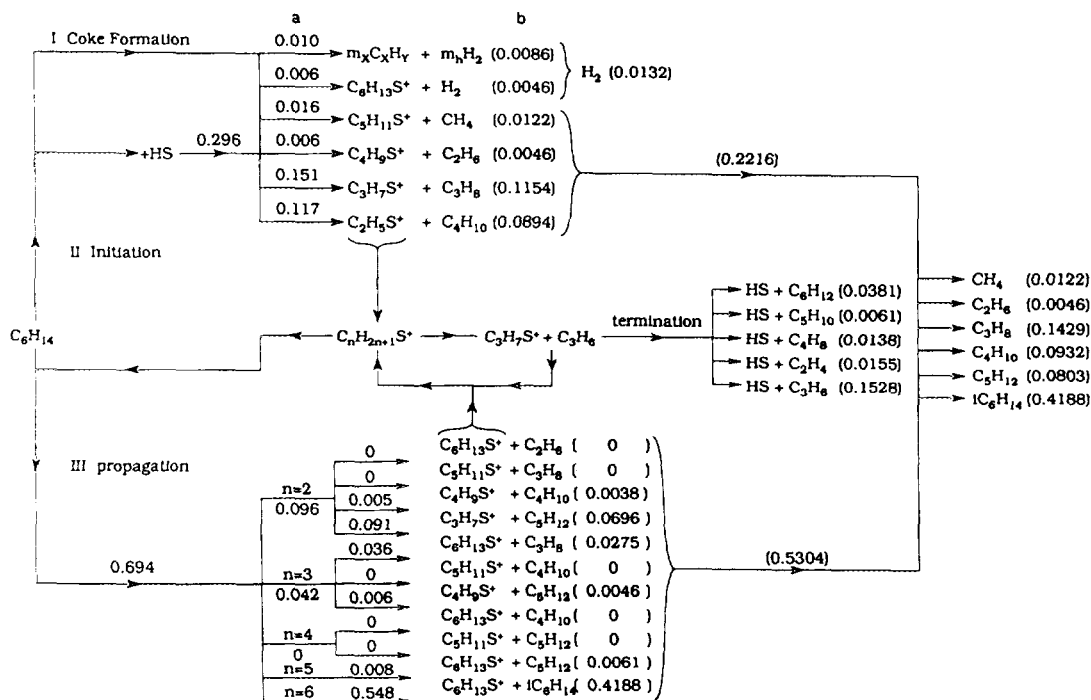 a b
I Coke Formation
0.010 mₓCₓH_Y + mₕH₂ (0.0086)
0.006 C₆H₁₃S⁺ + H₂ (0.0046)
H₂ (0.0132)
0.016 C₅H₁₁S⁺ + CH₄ (0.0122)
+HS 0.296 0.006 C₄H₉S⁺ + C₂H₆ (0.0046)
(0.2216)
0.151 C₃H₇S⁺ + C₃H₈ (0.1154)
0.117 C₂H₅S⁺ + C₄H₁₀ (0.0894)
II Initiation
C₆H₁₄
CₙH₂ₙ₊₁S⁺ C₃H₇S⁺ + C₃H₆ termination
HS + C₆H₁₂ (0.0381)
HS + C₅H₁₀ (0.0061)
HS + C₄H₈ (0.0138)
HS + C₂H₄ (0.0155)
HS + C₃H₆ (0.1528)
CH₄ (0.0122)
C₂H₆ (0.0046)
C₃H₈ (0.1429)
C₄H₁₀ (0.0932)
C₅H₁₂ (0.0803)
iC₆H₁₄ (0.4188)
III propagation
0.694
n=2
0.096
0
0
0.005
0.091
n=3
0.042
0.036
0
0.006
n=4
0
0
0
n=5 0.008
n=6 0.548
C₆H₁₃S⁺ + C₂H₆ ( 0 )
C₅H₁₁S⁺ + C₃H₈ ( 0 )
C₄H₉S⁺ + C₄H₁₀ ( 0.0038 )
C₃H₇S⁺ + C₅H₁₂ ( 0.0696 )
C₆H₁₃S⁺ + C₃H₈ ( 0.0275 )
C₅H₁₁S⁺ + C₄H₁₀ ( 0 )
C₄H₉S⁺ + C₅H₁₂ ( 0.0046 )
C₆H₁₃S⁺ + C₄H₁₀ ( 0 )
C₅H₁₁S⁺ + C₅H₁₂ ( 0 )
C₆H₁₃S⁺ + C₅H₁₂ ( 0.0061 )
C₆H₁₃S⁺ + iC₆H₁₄ ( 0.4188 )
(0.5304)